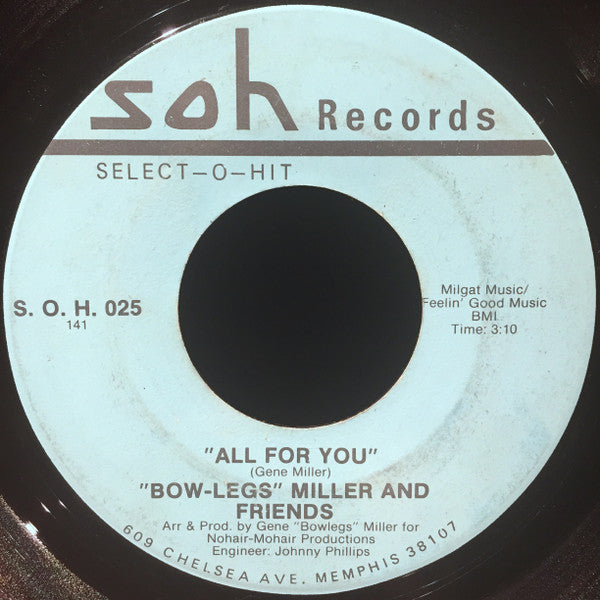 soh Records
SELECT-O-HIT
S. O. H. 025
141
Milgat Music/
Feelin' Good Music
BMI
Time: 3:10
"ALL FOR YOU"
(Gene Miller)
"BOW-LEGS" MILLER AND
FRIENDS
Arr & Prod. by Gene "Bowlegs" Miller for
Nohair-Mohair Productions
Engineer: Johnny Phillips
609 CHELSEA AVE. MEMPHIS 38107